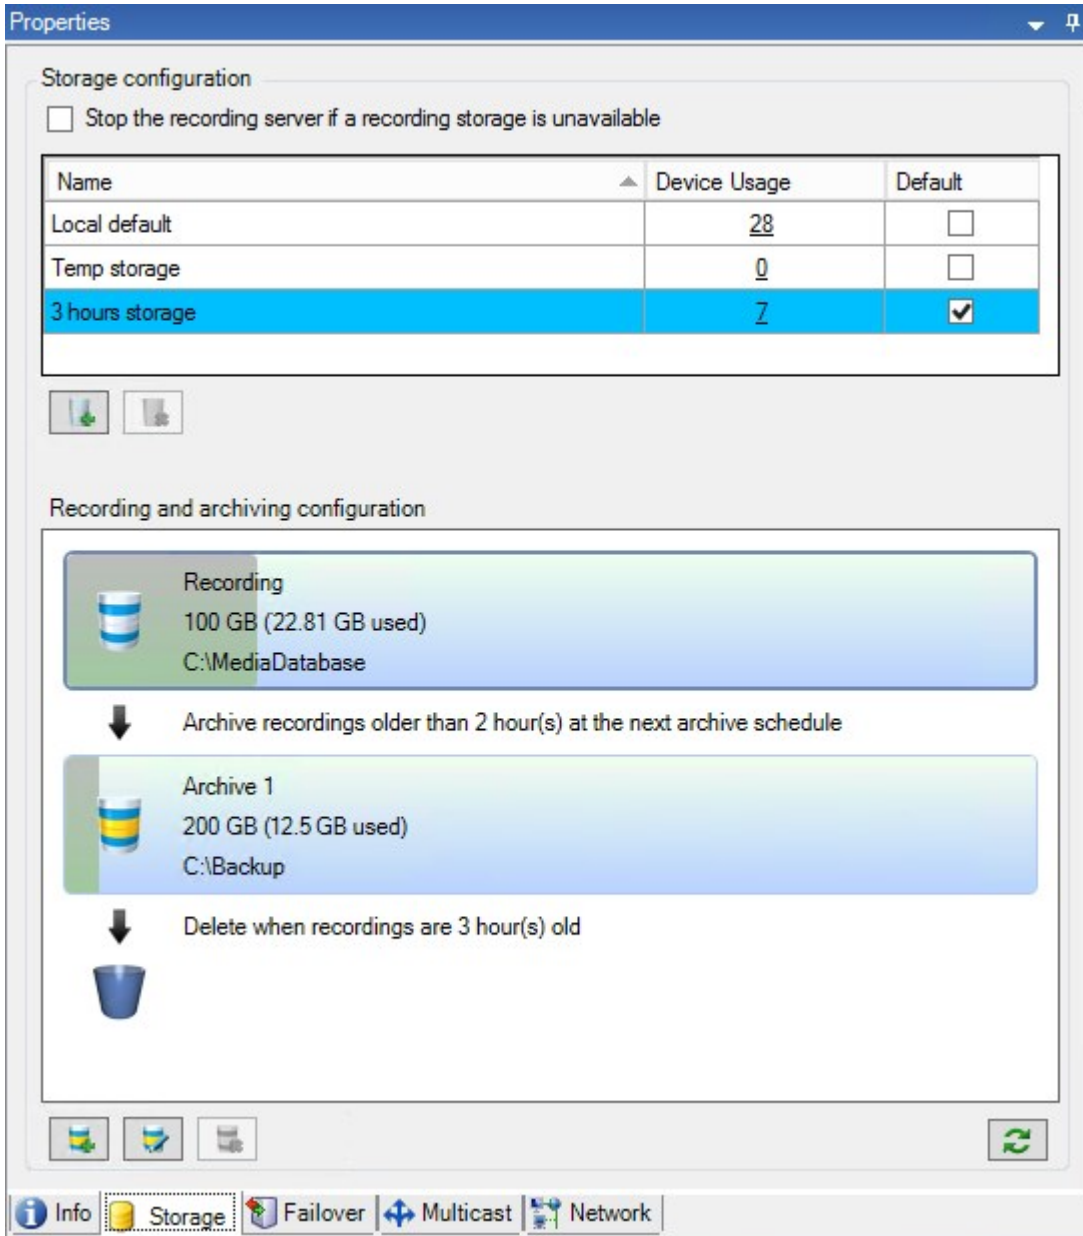 Properties
Storage configuration
Stop the recording server if a recording storage is unavailable
Name Device Usage Default
Local default 28
Temp storage 0
3 hours storage 7
Recording and archiving configuration
Recording
100 GB (22.81 GB used)
C:\MediaDatabase
Archive recordings older than 2 hour(s) at the next archive schedule
Archive 1
200 GB (12.5 GB used)
C:\Backup
Delete when recordings are 3 hour(s) old
Info Storage Failover Multicast Network